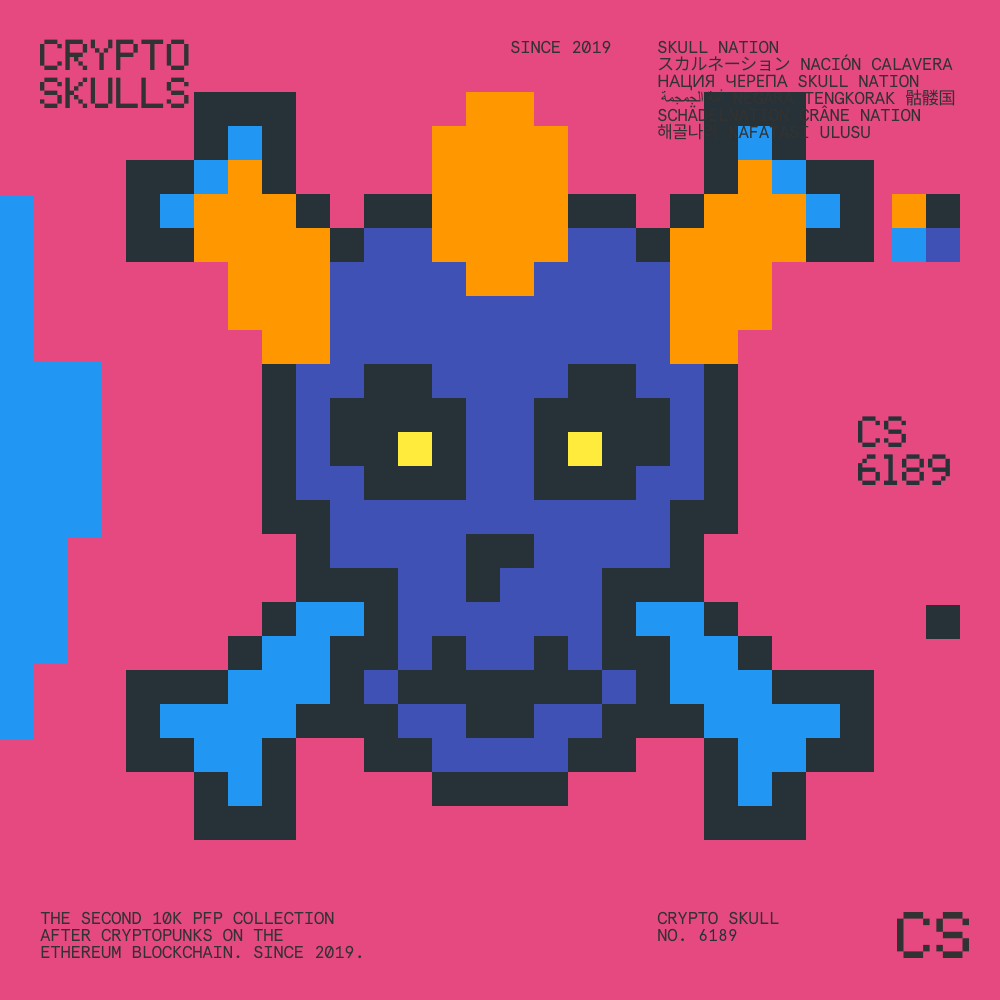 CRYPTO
SKULLS
SINCE 2019
SKULL NATION
スカルネーション NACIÓN CALAVERA
НАЦИЯ ЧЕРЕПА SKULL NATION
TENGKORAK 骷髅国
CRÂNE NATION
해골 ULUSU
CS
6189
THE SECOND 10K PFP COLLECTION
AFTER CRYPTOPUNKS ON THE
ETHEREUM BLOCKCHAIN. SINCE 2019.
CRYPTO SKULL
NO. 6189
CS